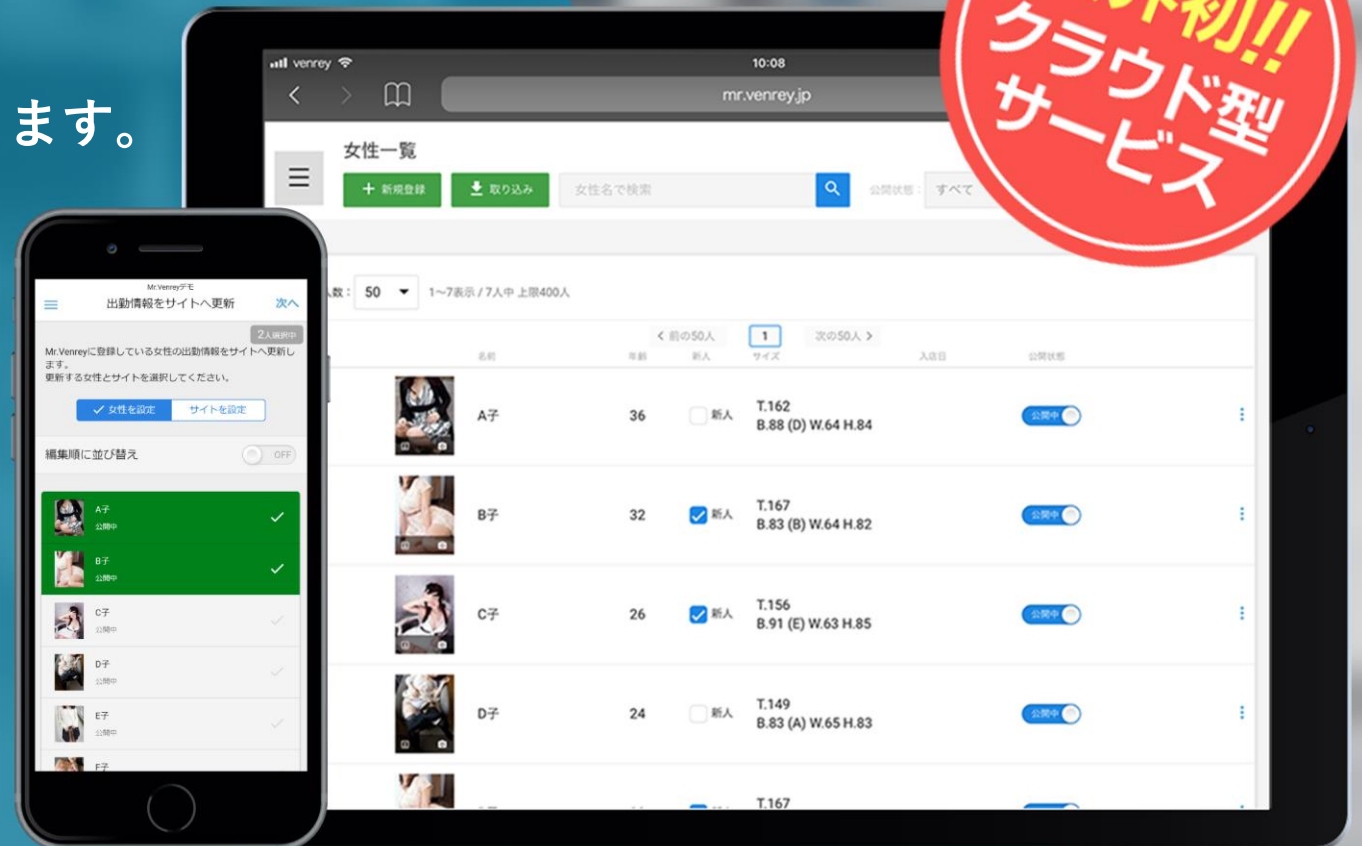 ます。
初!!
クラウド型
サービス
venrey
10:08
mr.venrey.jp
女性一覧
+ 新規登録
取り込み
女性名で検索
公開状態: すべて
数: 50 1~7表示 / 7人中 上限400人
< 前の50人 1 次の50人 >
名前 年齢 新人 サイズ 入店日 公開状態
A子 36 新人 T.162 公開中
B.88 (D) W.64 H.84
B子 32 新人 T.167 公開中
B.83 (B) W.64 H.82
C子 26 新人 T.156 公開中
B.91 (E) W.63 H.85
D子 24 新人 T.149 公開中
B.83 (A) W.65 H.83
T.167
Mr.Venreyデモ
出勤情報をサイトへ更新 次へ
2人選択中
Mr.Venreyに登録している女性の出勤情報をサイトへ更新し
ます。
更新する女性とサイトを選択してください。
女性を設定 サイトを設定
編集順に並び替え OFF
A子
公開中
B子
公開中
C子
公開中
D子
公開中
E子
公開中
F子